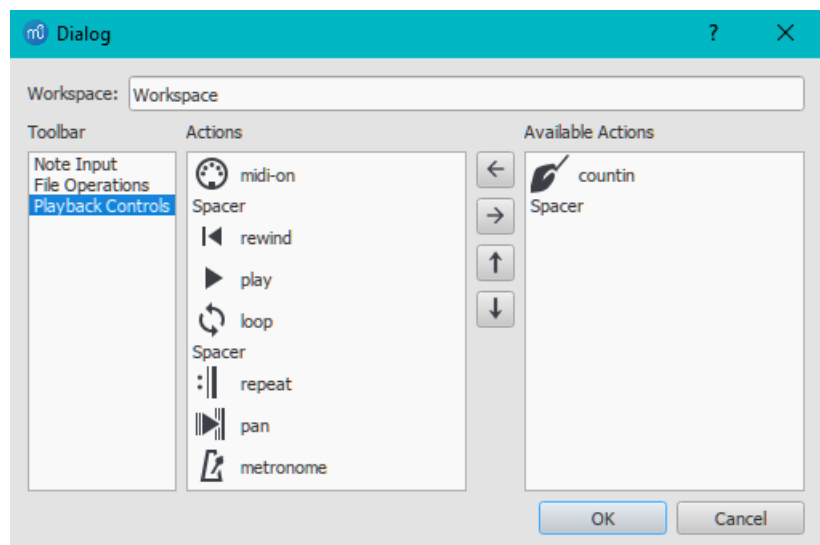 Dialog
?
Workspace: Workspace
Toolbar
Actions
Available Actions
Note Input
File Operations
Playback Controls
midi-on
Spacer
rewind
play
loop
Spacer
repeat
pan
metronome
countin
Spacer
OK
Cancel